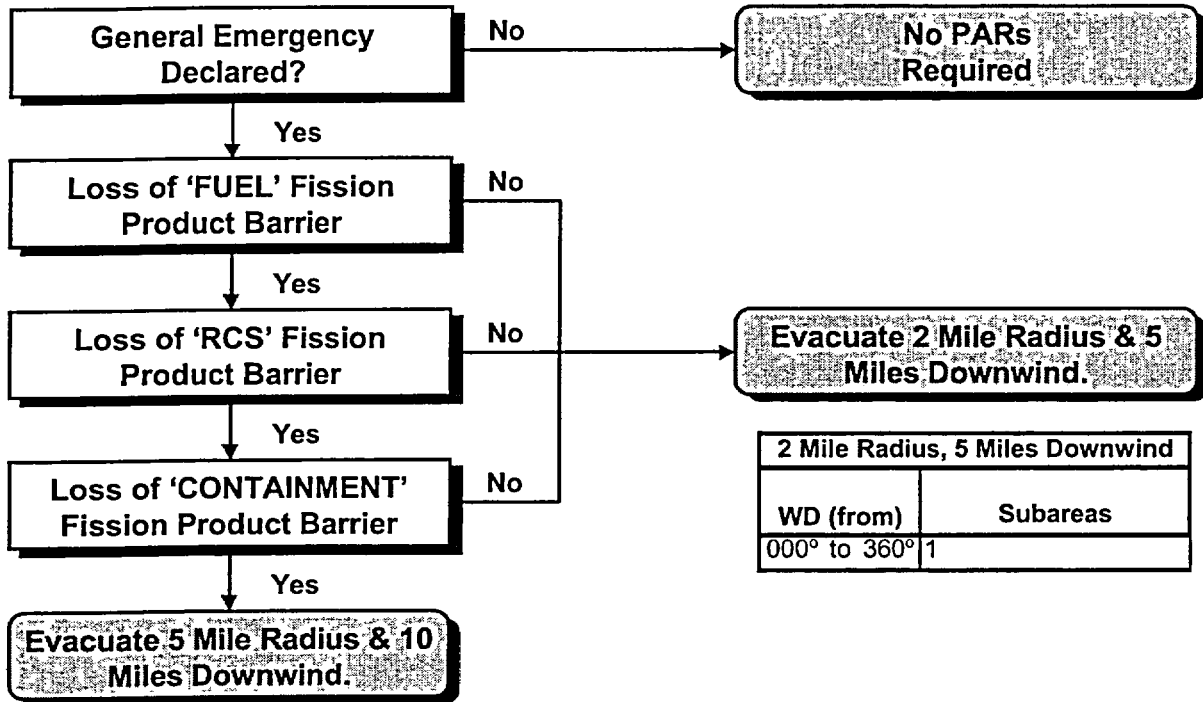 General Emergency
Declared?
No
No PARs
Required
Yes
Loss of ‘FUEL’ Fission
Product Barrier
No
Yes
Loss of ‘RCS’ Fission
Product Barrier
No
Evacuate 2 Mile Radius & 5
Miles Downwind.
Yes
Loss of ‘CONTAINMENT’
Fission Product Barrier
No
2 Mile Radius, 5 Miles Downwind
WD (from) Subareas
000° to 360° 1
Yes
Evacuate 5 Mile Radius & 10
Miles Downwind.